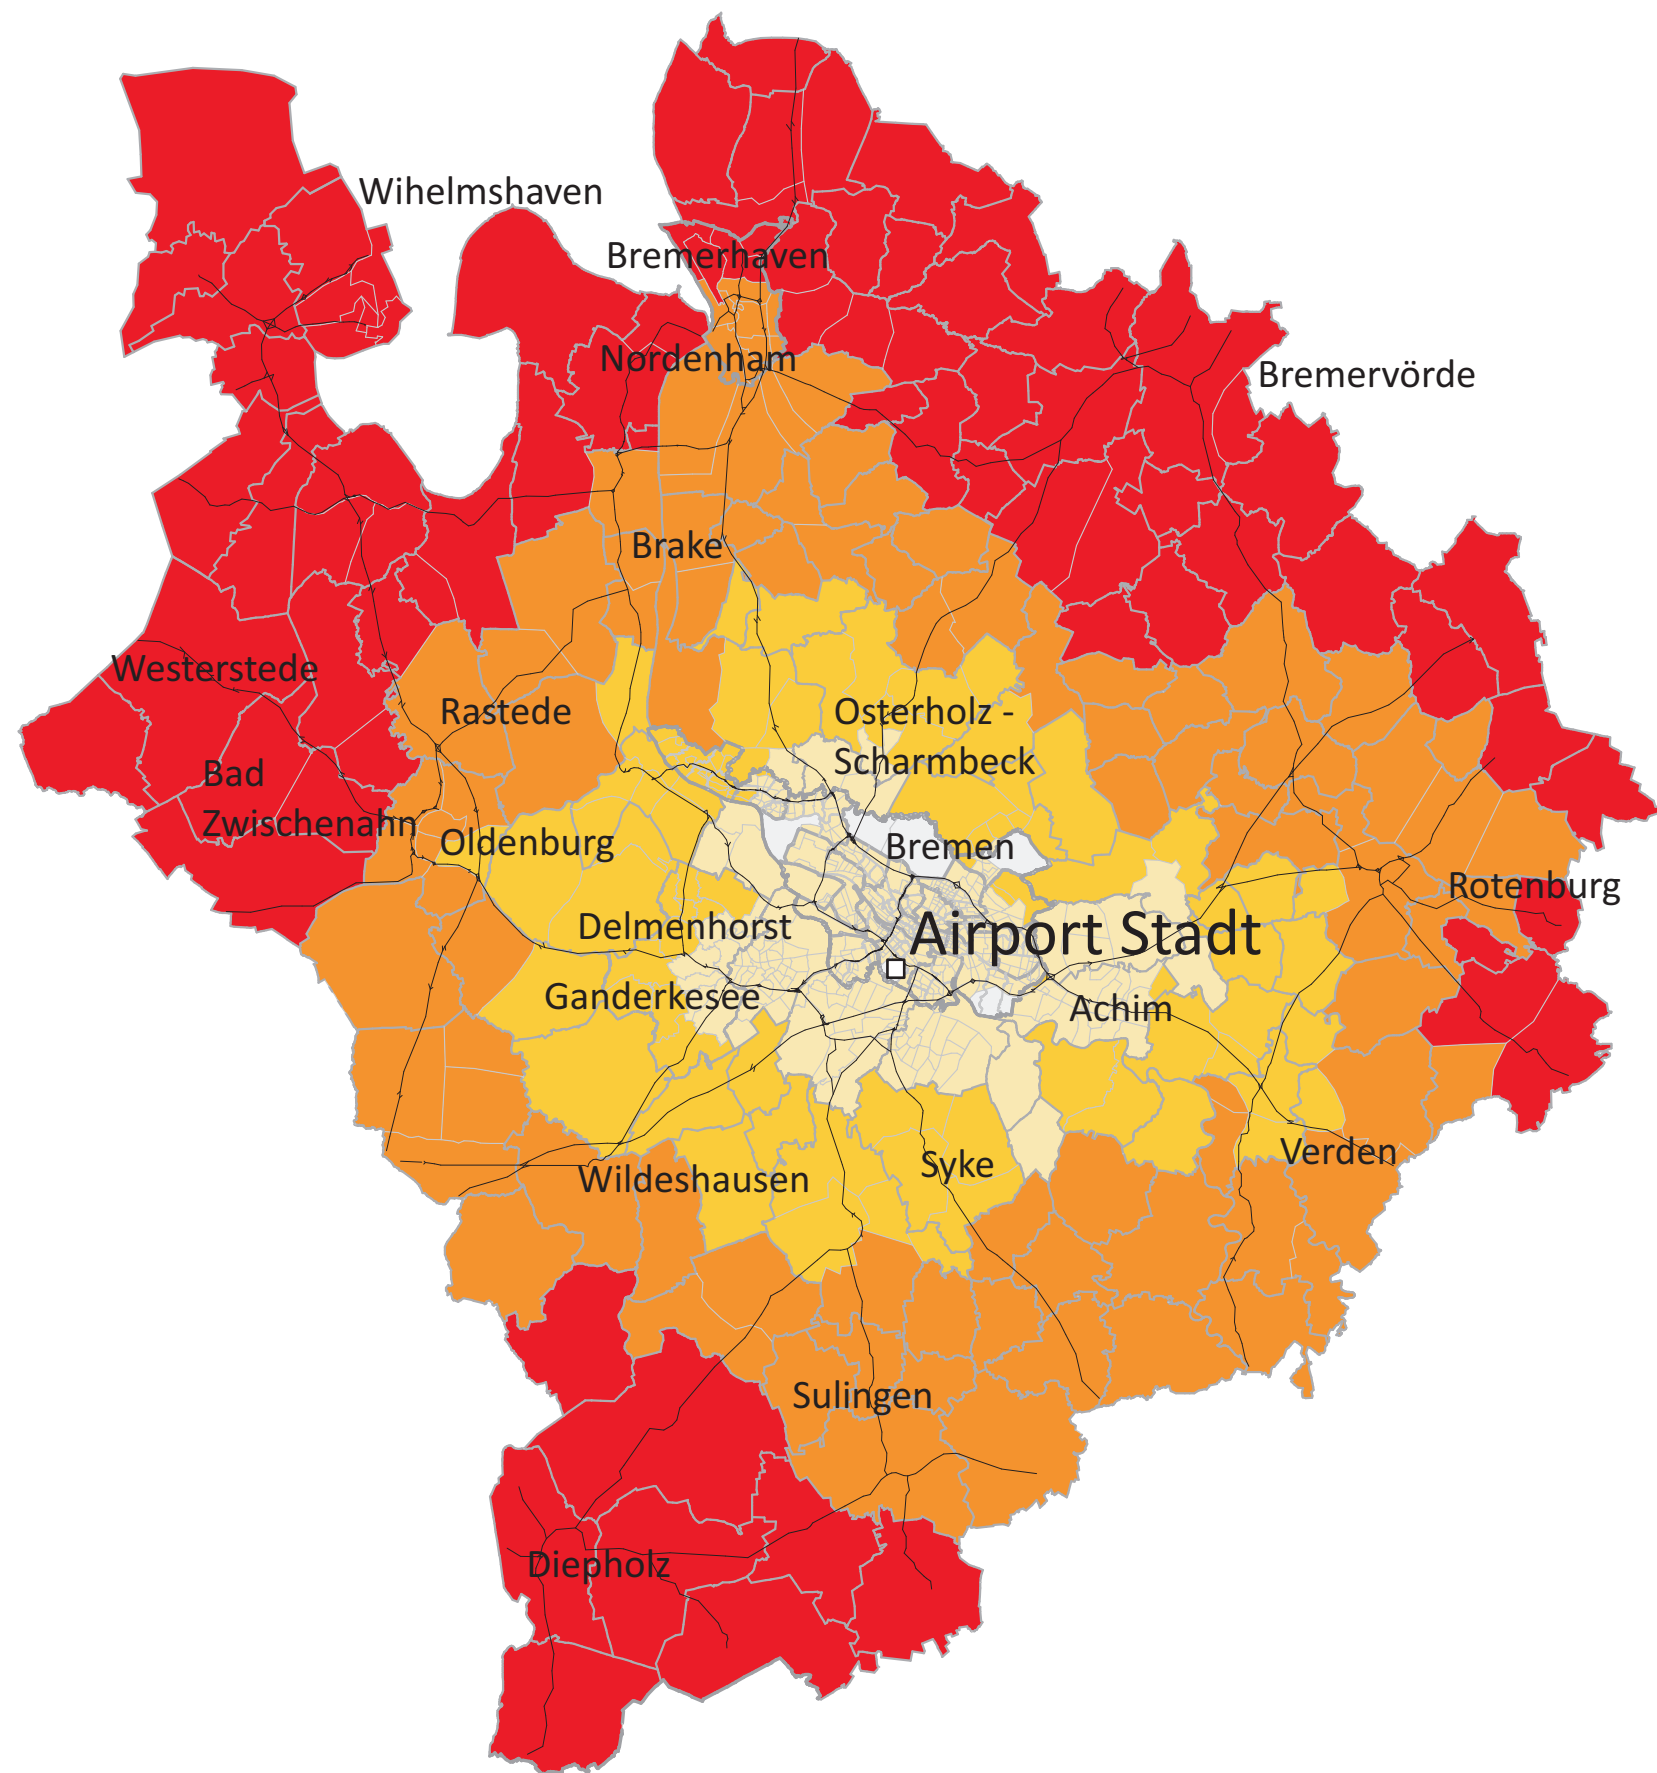 Wihelmshaven
Bremerhaven
Nordenham
Bremervörde
Brake
Westerstede
Rastede
Osterholz -
Scharmbeck
Bad
Zwischenahn
Oldenburg
Bremen
Rotenburg
Delmenhorst
Airport Stadt
Ganderkesee
Achim
Verden
Wildeshausen
Syke
Sulingen
Diepholz